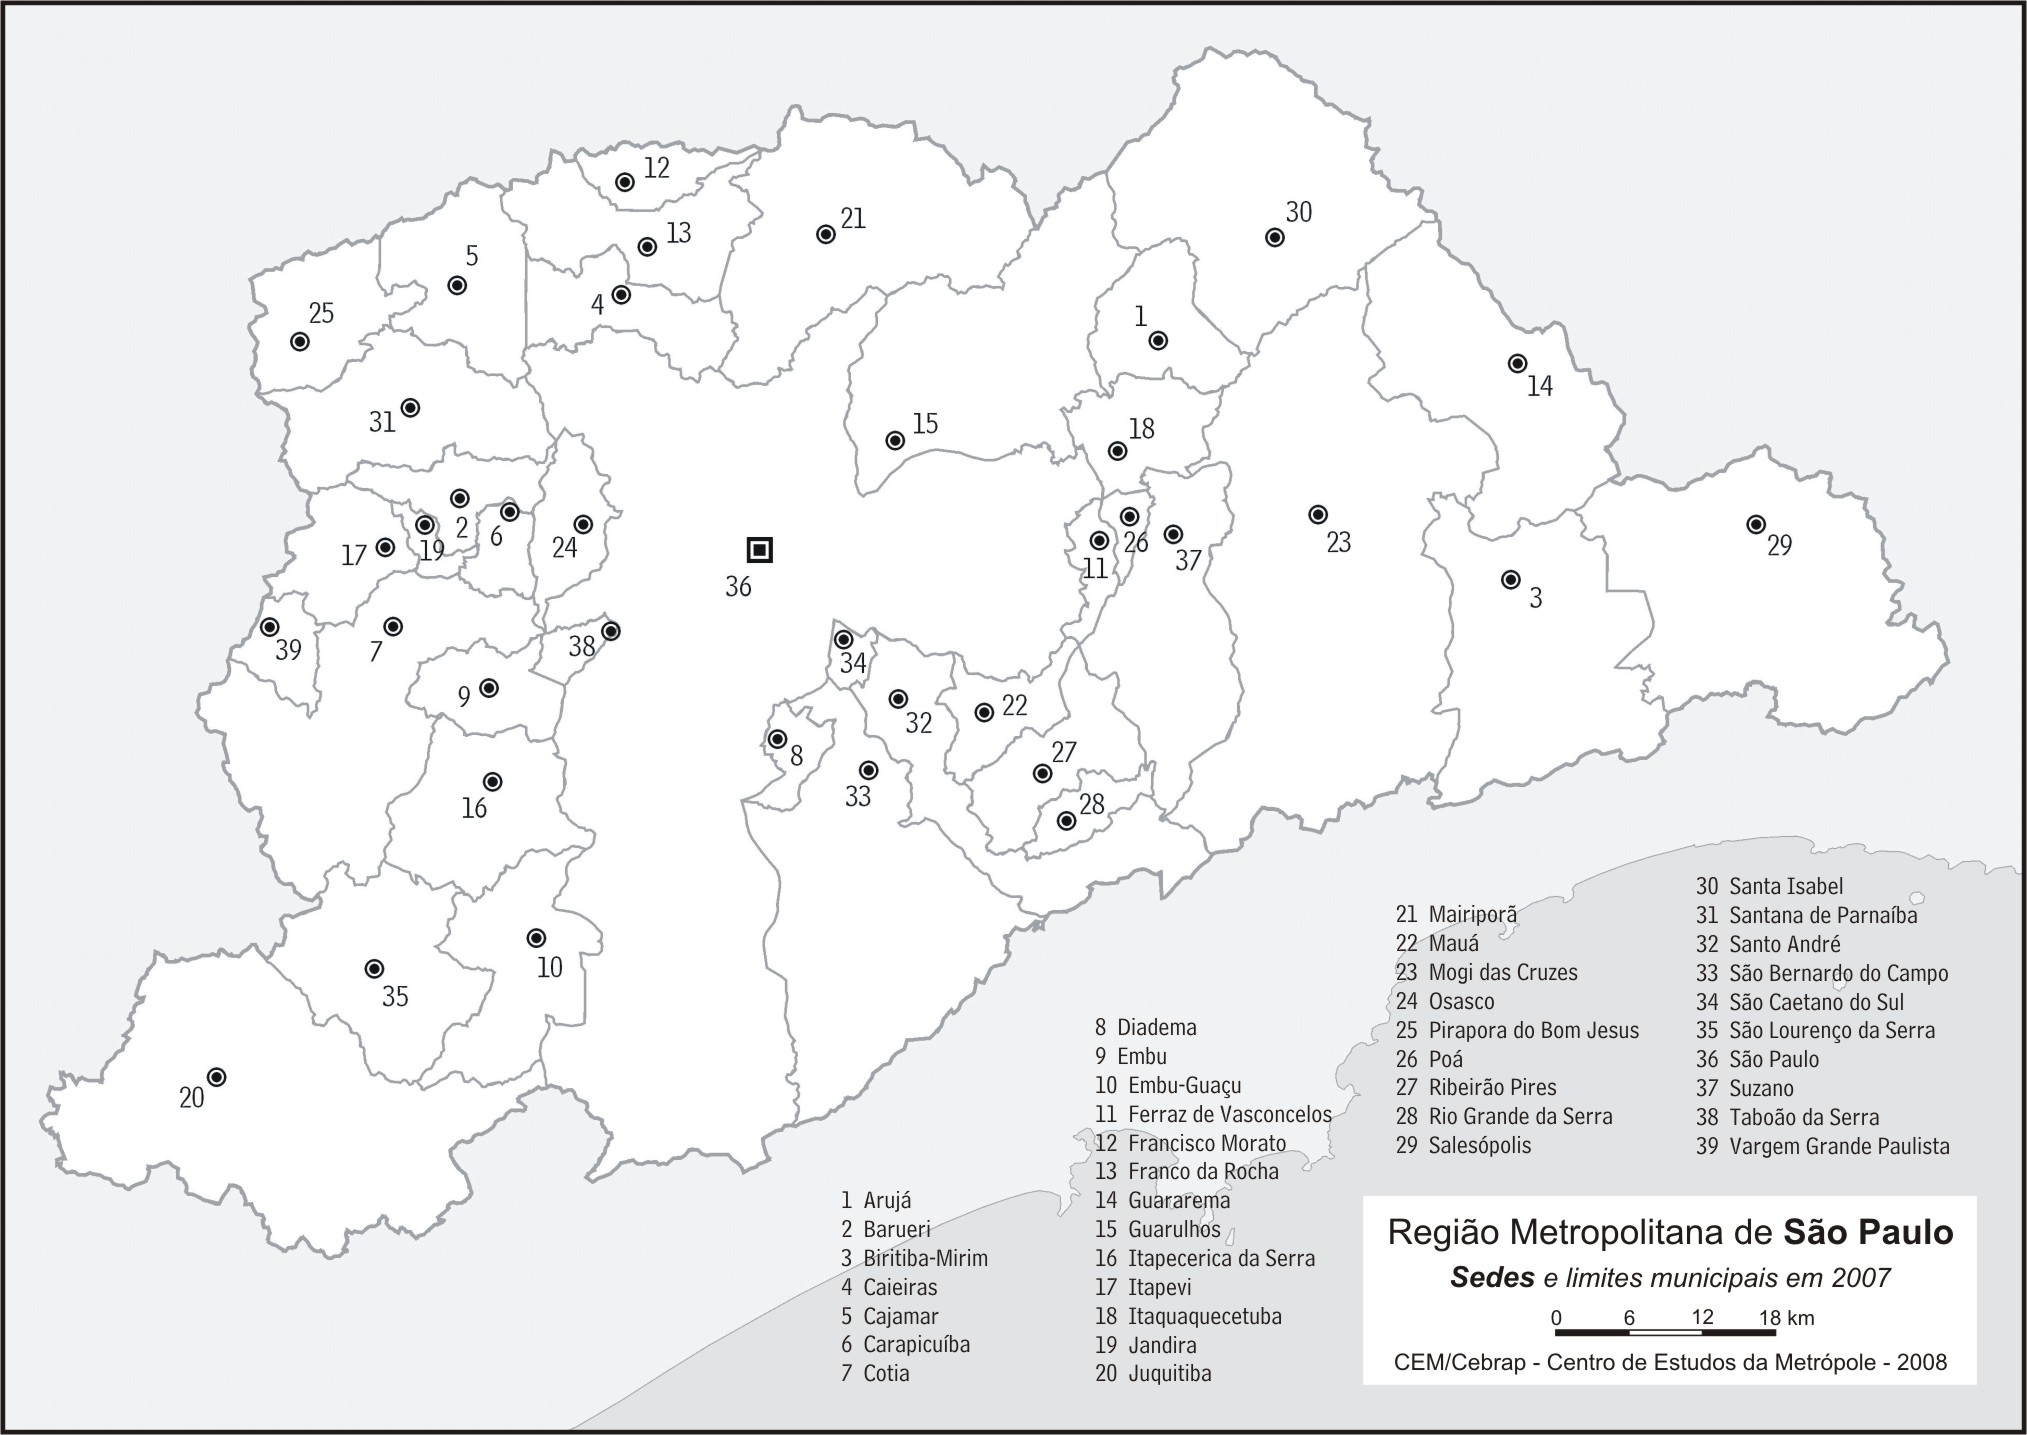 12
21
13
30
5
4
25
1
14
31
15
18
2
6
26
17
19
24
11
37
23
29
36
3
39
7
38
34
9
32
22
8
27
33
28
16
10
35
20
1 Arujá
2 Barueri
3 Biritiba-Mirim
4 Caieiras
5 Cajamar
6 Carapicuíba
7 Cotia
8 Diadema
9 Embu
10 Embu-Guaçu
11 Ferraz de Vasconcelos
12 Francisco Morato
13 Franco da Rocha
14 Guararema
15 Guarulhos
16 Itapecerica da Serra
17 Itapevi
18 Itaquaquecetuba
19 Jandira
20 Juquitiba
21 Mairiporã
22 Mauá
23 Mogi das Cruzes
24 Osasco
25 Pirapora do Bom Jesus
26 Poá
27 Ribeirão Pires
28 Rio Grande da Serra
29 Salesópolis
30 Santa Isabel
31 Santana de Parnaíba
32 Santo André
33 São Bernardo do Campo
34 São Caetano do Sul
35 São Lourenço da Serra
36 São Paulo
37 Suzano
38 Taboão da Serra
39 Vargem Grande Paulista
Região Metropolitana de São Paulo
Sedes e limites municipais em 2007
0 6 12 18 km
CEM/Cebrap - Centro de Estudos da Metrópole - 2008